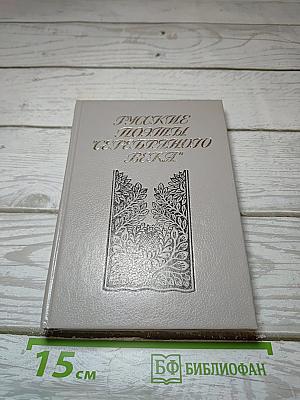 РУССКИЕ
ПОЭТЫ
"СЕРЕБРЯНОГО
ВЕКА"
15 см
БФ БИБЛИОФАН